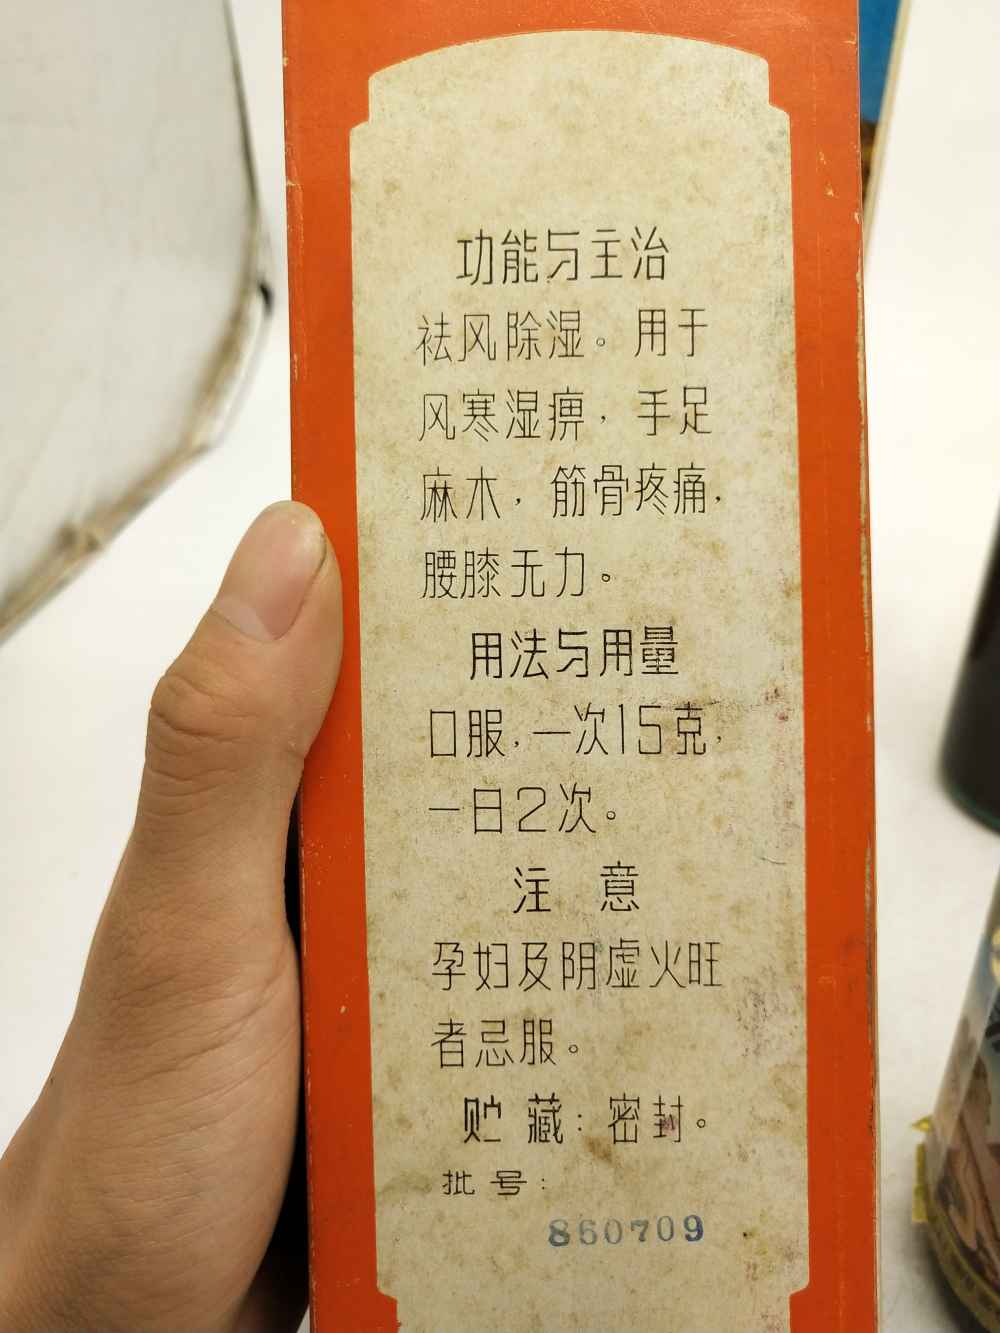 功能与主治
祛风除湿。用于
风寒湿痹，手足
麻木，筋骨疼痛，
腰膝无力。
用法与用量
口服，一次15克，
一日2次。
注 意
孕妇及阴虚火旺
者忌服。
贮 藏：密封。
批 号：
860709